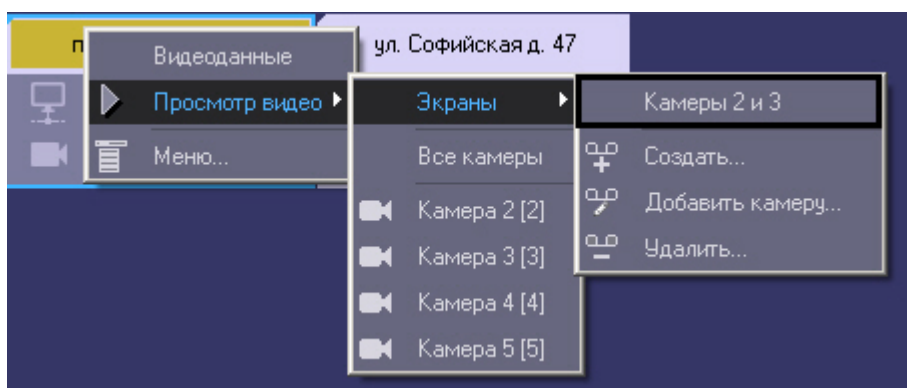 п
ул. Софийская д. 47
Видеоданные
Просмотр видео
Меню...
Экраны
Все камеры
Камера 2 [2]
Камера 3 [3]
Камера 4 [4]
Камера 5 [5]
Камеры 2 и 3
Создать...
Добавить камеру...
Удалить...